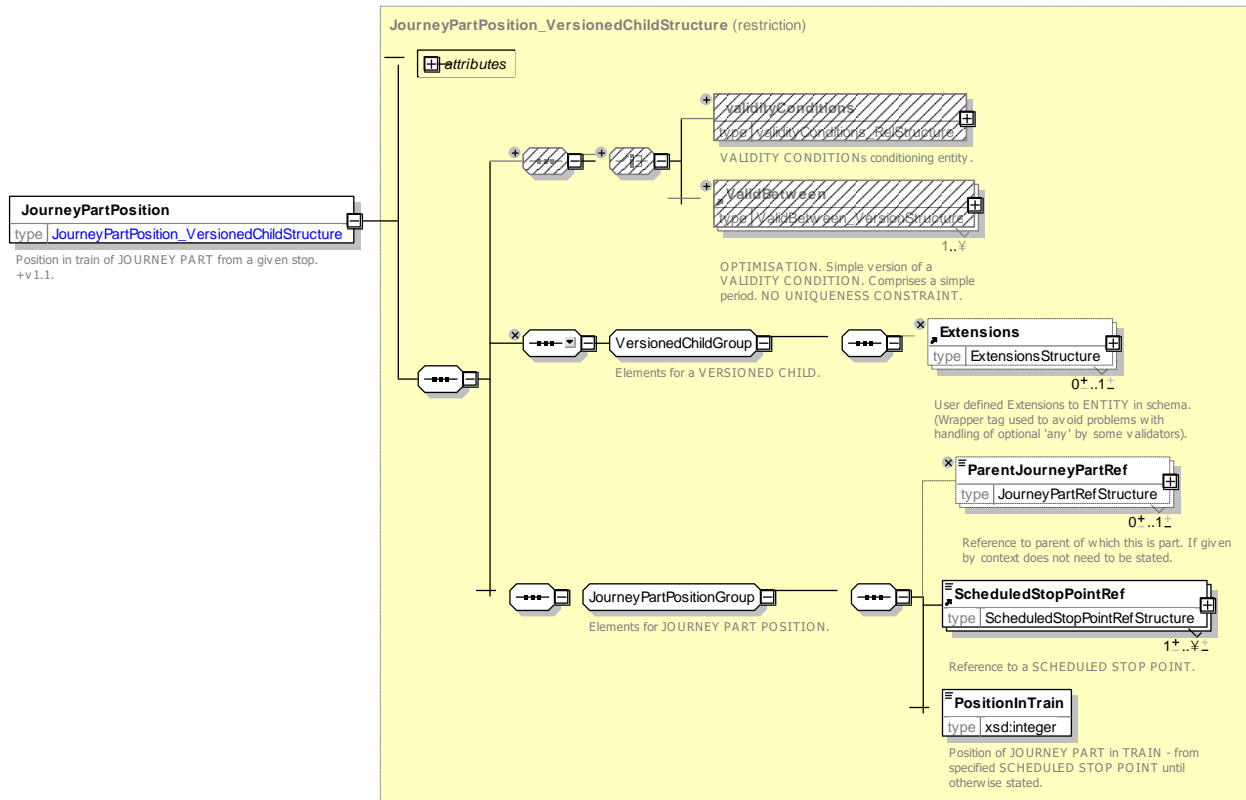 JourneyPartPosition_VersionedChildStructure (restriction)
attributes
validityConditions
type validityConditions_RelStructure
VALIDITY CONDITIONs conditioning entity.
ValidBetween
type ValidBetween_VersionStructure
1..¥
OPTIMISATION. Simple version of a
VALIDITY CONDITION. Comprises a simple
period. NO UNIQUENESS CONSTRAINT.
JourneyPartPosition
type JourneyPartPosition_VersionedChildStructure
Position in train of JOURNEY PART from a given stop.
+v1.1.
VersionedChildGroup
Elements for a VERSIONED CHILD.
Extensions
type ExtensionsStructure
0±..1±
User defined Extensions to ENTITY in schema.
(Wrapper tag used to avoid problems with
handling of optional 'any' by some validators).
ParentJourneyPartRef
type JourneyPartRefStructure
0±..1±
Reference to parent of which this is part. If given
by context does not need to be stated.
JourneyPartPositionGroup
Elements for JOURNEY PART POSITION.
ScheduledStopPointRef
type ScheduledStopPointRefStructure
1±..¥±
Reference to a SCHEDULED STOP POINT.
PositionInTrain
type xsd:integer
Position of JOURNEY PART in TRAIN - from
specified SCHEDULED STOP POINT until
otherwise stated.